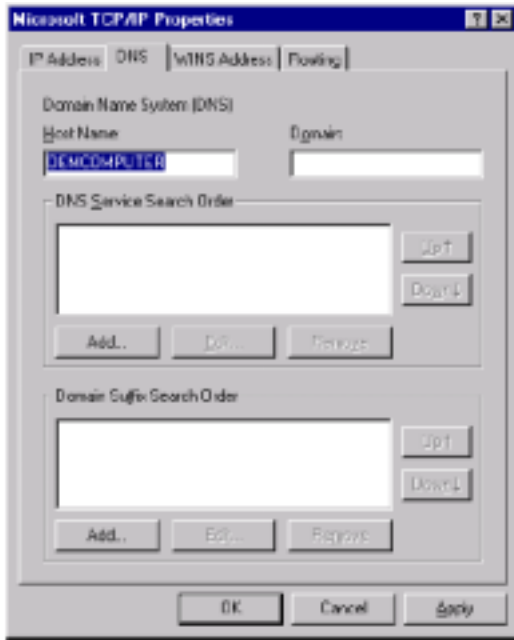 Microsoft TCP/IP Properties
IP Address DNS WINS Address Routing
Domain Name System (DNS)
Host Name: Domain:
DEMCOMPUTER
DNS Service Search Order
Up↑
Down↓
Add... Edit... Remove
Domain Suffix Search Order
Up↑
Down↓
Add... Edit... Remove
OK Cancel Apply